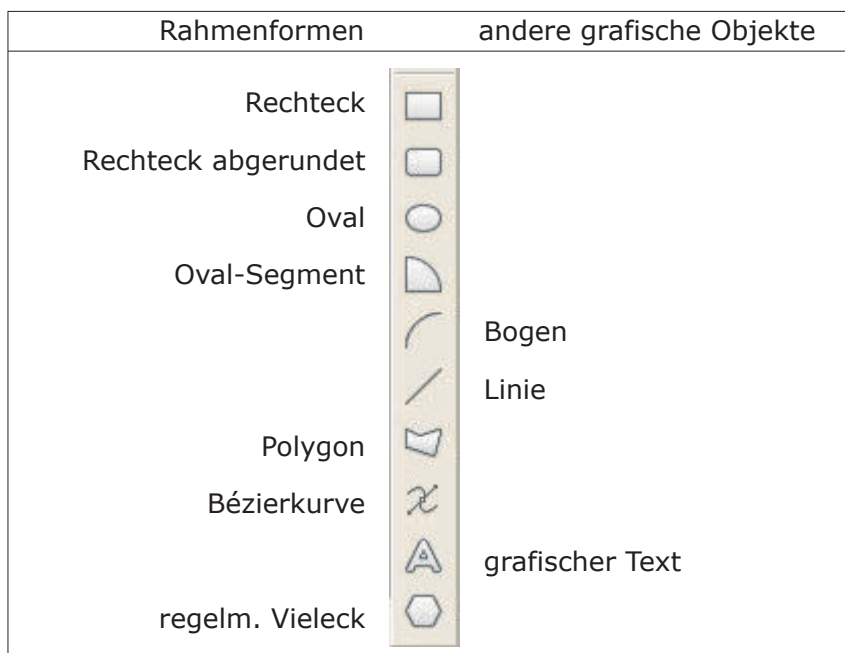 Rahmenformen andere grafische Objekte
Rechteck
Rechteck abgerundet
Oval
Oval-Segment
Bogen
Linie
Polygon
Bézierkurve
grafischer Text
regelm. Vieleck